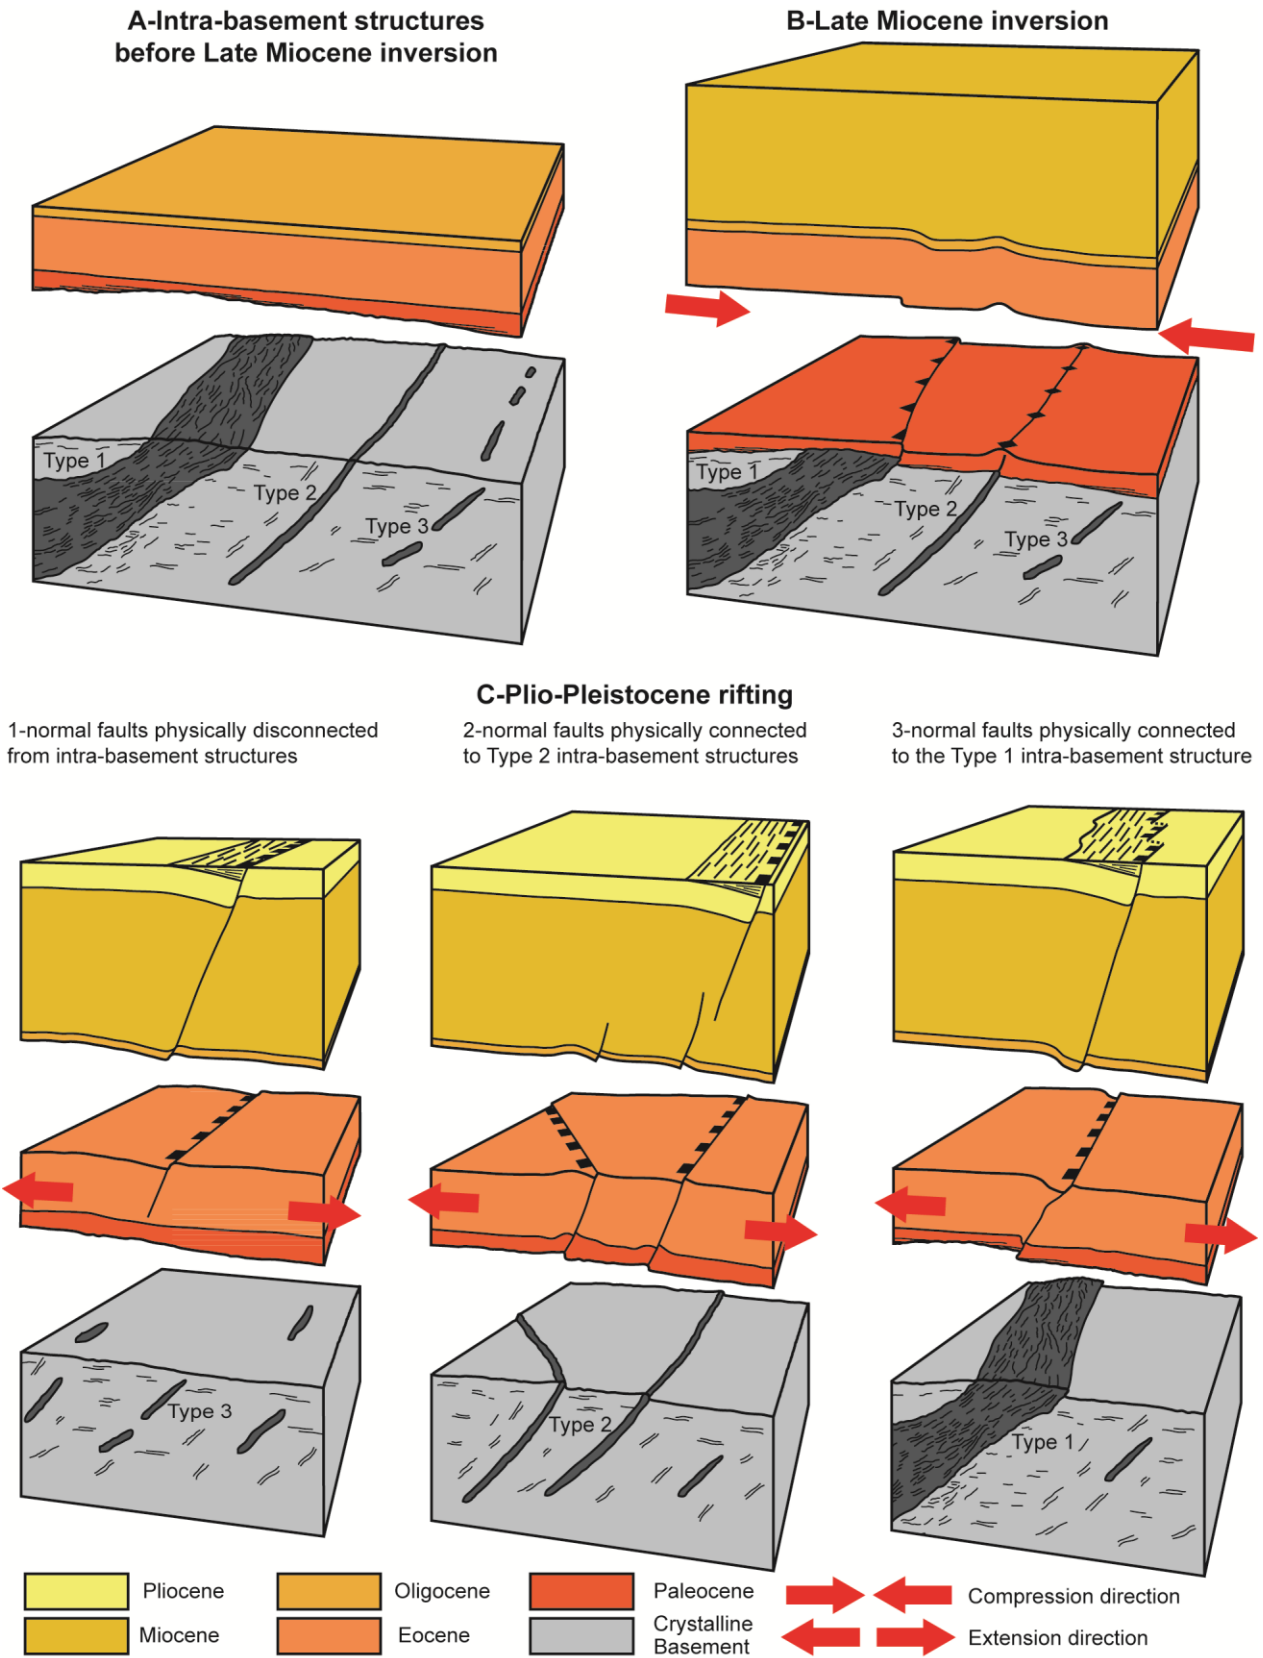 A-Intra-basement structures
before Late Miocene inversion
B-Late Miocene inversion
Type 1
Type 2
Type 3
Type 1
Type 2
Type 3
C-Plio-Pleistocene rifting
1-normal faults physically disconnected
from intra-basement structures
2-normal faults physically connected
to Type 2 intra-basement structures
3-normal faults physically connected
to the Type 1 intra-basement structure
Type 3
Type 2
Type 1
Pliocene
Oligocene
Paleocene
Compression direction
Miocene
Eocene
Crystalline
Basement
Extension direction